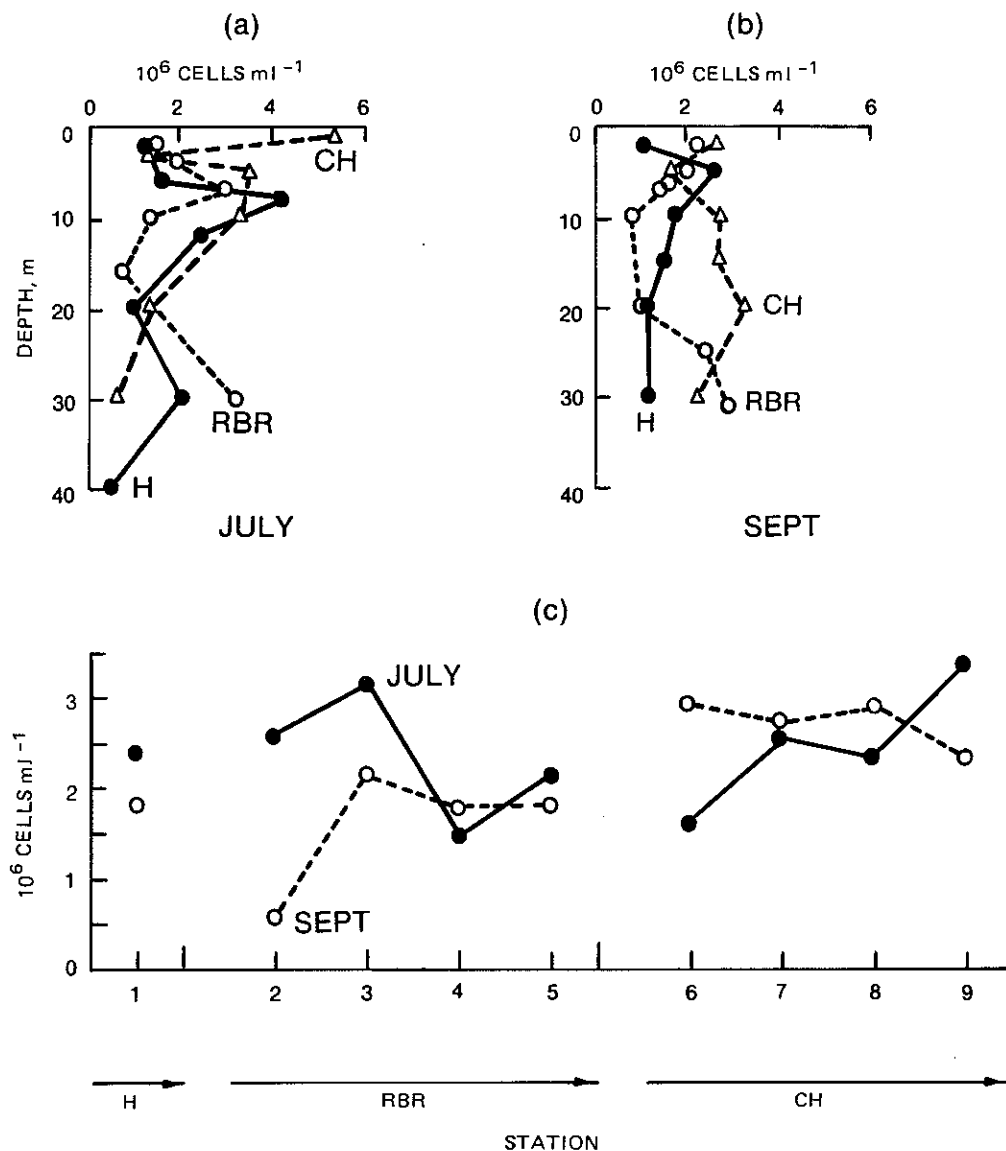 (a)
10⁶ CELLS ml⁻¹
0 2 4 6
0
10
20
30
40
DEPTH, m
CH
RBR
H
JULY
(b)
10⁶ CELLS ml⁻¹
0 2 4 6
0
10
20
30
40
CH
RBR
H
SEPT
(c)
10⁶ CELLS ml⁻¹
3
2
1
0
JULY
SEPT
1 2 3 4 5 6 7 8 9
H RBR CH
STATION